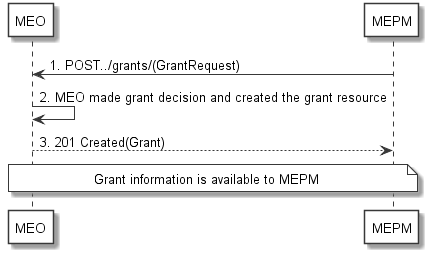 MEO MEPM
1. POST../grants/(GrantRequest)
2. MEO made grant decision and created the grant resource
3. 201 Created(Grant)
Grant information is available to MEPM
MEO MEPM